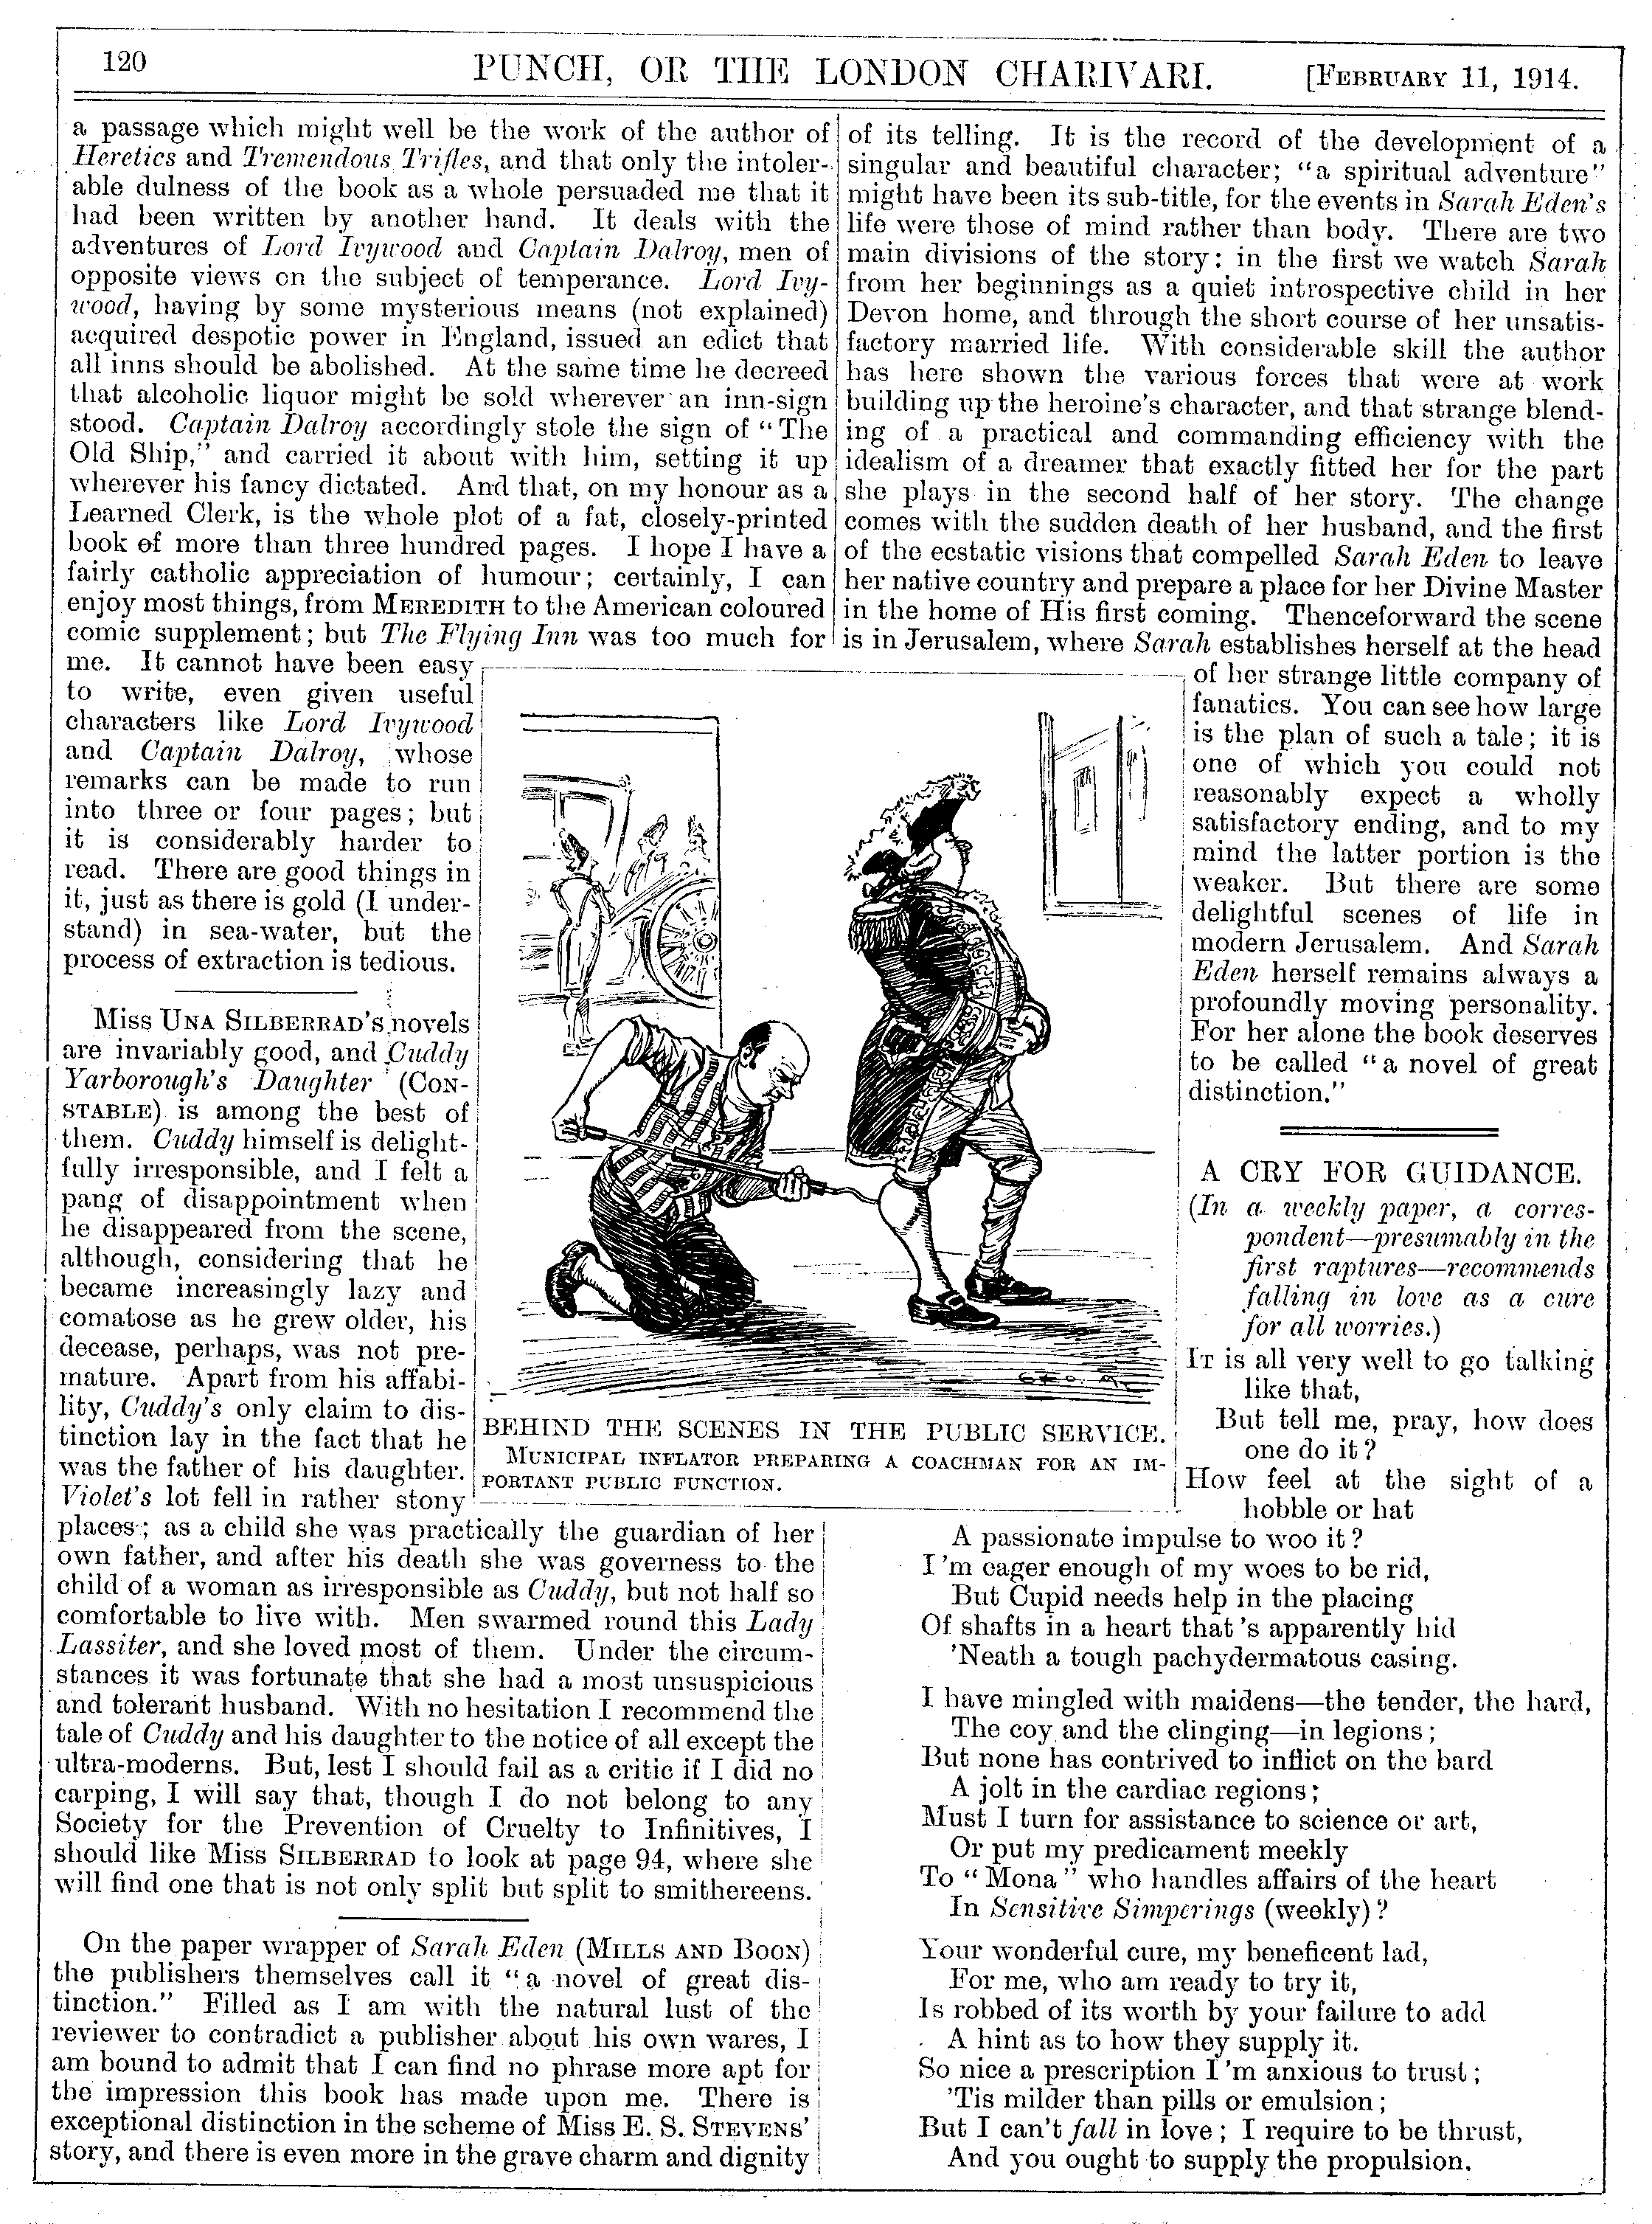 120
PUNCH, OR THE LONDON CHARIVARI.
[FEBRUARY 11, 1914.
a passage which might well be the work of the author of
Heretics and Tremendous Trifles, and that only the intoler-
able dulness of the book as a whole persuaded me that it
had been written by another hand. It deals with the
adventures of Lord Ivywood and Captain Dalroy, men of
opposite views on the subject of temperance. Lord Ivy-
wood, having by some mysterious means (not explained)
acquired despotic power in England, issued an edict that
all inns should be abolished. At the same time he decreed
that alcoholic liquor might be sold wherever an inn-sign
stood. Captain Dalroy accordingly stole the sign of "The
Old Ship," and carried it about with him, setting it up
wherever his fancy dictated. And that, on my honour as a
Learned Clerk, is the whole plot of a fat, closely-printed
book of more than three hundred pages. I hope I have a
fairly catholic appreciation of humour; certainly, I can
enjoy most things, from MEREDITH to the American coloured
comic supplement; but The Flying Inn was too much for
me. It cannot have been easy
to write, even given useful
characters like Lord Ivywood
and Captain Dalroy, whose
remarks can be made to run
into three or four pages; but
it is considerably harder to
read. There are good things in
it, just as there is gold (I under-
stand) in sea-water, but the
process of extraction is tedious.
Miss UNA SILBERRAD'S novels
are invariably good, and Cuddy
Yarborough's Daughter (CON-
STABLE) is among the best of
them. Cuddy himself is delight-
fully irresponsible, and I felt a
pang of disappointment when
he disappeared from the scene,
although, considering that he
became increasingly lazy and
comatose as he grew older, his
decease, perhaps, was not pre-
mature. Apart from his affabi-
lity, Cuddy's only claim to dis-
tinction lay in the fact that he
was the father of his daughter.
Violet's lot fell in rather stony
places; as a child she was practically the guardian of her
own father, and after his death she was governess to the
child of a woman as irresponsible as Cuddy, but not half so
comfortable to live with. Men swarmed round this Lady
Lassiter, and she loved most of them. Under the circum-
stances it was fortunate that she had a most unsuspicious
and tolerant husband. With no hesitation I recommend the
tale of Cuddy and his daughter to the notice of all except the
ultra-moderns. But, lest I should fail as a critic if I did no
carping, I will say that, though I do not belong to any
Society for the Prevention of Cruelty to Infinitives, I
should like Miss SILBERRAD to look at page 94, where she
will find one that is not only split but split to smithereens.
On the paper wrapper of Sarah Eden (MILLS AND BOON)
the publishers themselves call it "a novel of great dis-
tinction." Filled as I am with the natural lust of the
reviewer to contradict a publisher about his own wares, I
am bound to admit that I can find no phrase more apt for
the impression this book has made upon me. There is
exceptional distinction in the scheme of Miss E. S. STEVENS'
story, and there is even more in the grave charm and dignity
of its telling. It is the record of the development of a
singular and beautiful character; "a spiritual adventure"
might have been its sub-title, for the events in Sarah Eden's
life were those of mind rather than body. There are two
main divisions of the story: in the first we watch Sarah
from her beginnings as a quiet introspective child in her
Devon home, and through the short course of her unsatis-
factory married life. With considerable skill the author
has here shown the various forces that were at work
building up the heroine's character, and that strange blend-
ing of a practical and commanding efficiency with the
idealism of a dreamer that exactly fitted her for the part
she plays in the second half of her story. The change
comes with the sudden death of her husband, and the first
of the ecstatic visions that compelled Sarah Eden to leave
her native country and prepare a place for her Divine Master
in the home of His first coming. Thenceforward the scene
is in Jerusalem, where Sarah establishes herself at the head
of her strange little company of
fanatics. You can see how large
is the plan of such a tale; it is
one of which you could not
reasonably expect a wholly
satisfactory ending, and to my
mind the latter portion is the
weaker. But there are some
delightful scenes of life in
modern Jerusalem. And Sarah
Eden herself remains always a
profoundly moving personality.
For her alone the book deserves
to be called "a novel of great
distinction."
BEHIND THE SCENES IN THE PUBLIC SERVICE.
MUNICIPAL INFLATOR PREPARING A COACHMAN FOR AN IM-
PORTANT PUBLIC FUNCTION.
A CRY FOR GUIDANCE.
(In a weekly paper, a corres-
pondent—presumably in the
first raptures—recommends
falling in love as a cure
for all worries.)
IT is all very well to go talking
like that,
But tell me, pray, how does
one do it?
How feel at the sight of a
hobble or hat
A passionate impulse to woo it?
I'm eager enough of my woes to be rid,
But Cupid needs help in the placing
Of shafts in a heart that's apparently hid
'Neath a tough pachydermatous casing.
I have mingled with maidens—the tender, the hard,
The coy and the clinging—in legions;
But none has contrived to inflict on the bard
A jolt in the cardiac regions;
Must I turn for assistance to science or art,
Or put my predicament meekly
To "Mona" who handles affairs of the heart
In Sensitive Simperings (weekly)?
Your wonderful cure, my beneficent lad,
For me, who am ready to try it,
Is robbed of its worth by your failure to add
A hint as to how they supply it.
So nice a prescription I'm anxious to trust;
'Tis milder than pills or emulsion;
But I can't fall in love; I require to be thrust,
And you ought to supply the propulsion.